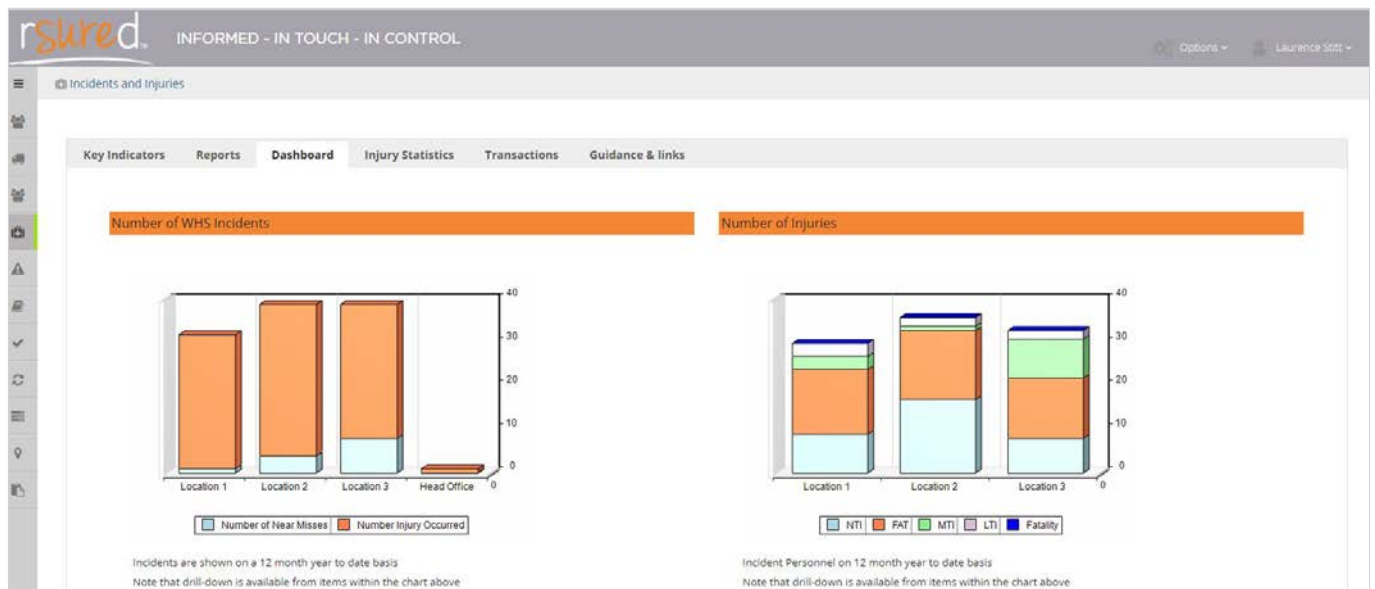 rsured™ INFORMED - IN TOUCH - IN CONTROL
Options
Laurence Stitt
Incidents and Injuries
Key Indicators Reports Dashboard Injury Statistics Transactions Guidance & links
Number of WHS Incidents
40
30
20
10
0
0
Location 1 Location 2 Location 3 Head Office
Number of Near Misses Number Injury Occurred
Incidents are shown on a 12 month year to date basis
Note that drill-down is available from items within the chart above
Number of Injuries
40
30
20
10
0
0
Location 1 Location 2 Location 3
NTI FAT MTI LTI Fatality
Incident Personnel on 12 month year to date basis
Note that drill-down is available from items within the chart above